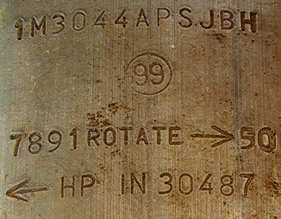 1M3044APSJBH
99
7891 ROTATE → 50
← HP IN 30487